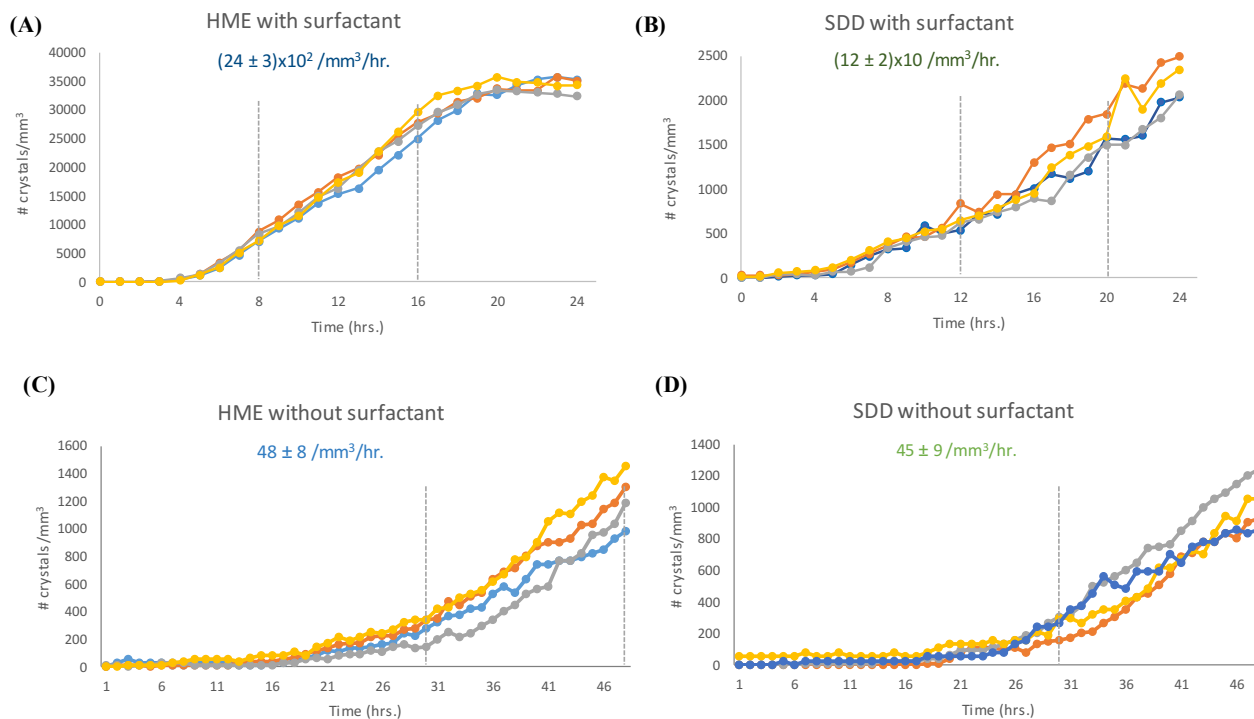 (A)
HME with surfactant
(24 ± 3)x10² /mm³/hr.
# crystals/mm³
40000
35000
30000
25000
20000
15000
10000
5000
0
0 4 8 12 16 20 24
Time (hrs.)
(B)
SDD with surfactant
(12 ± 2)x10 /mm³/hr.
# crystals/mm³
2500
2000
1500
1000
500
0
0 4 8 12 16 20 24
Time (hrs.)
(C)
HME without surfactant
48 ± 8 /mm³/hr.
# crystals/mm³
1600
1400
1200
1000
800
600
400
200
0
1 6 11 16 21 26 31 36 41 46
Time (hrs.)
(D)
SDD without surfactant
45 ± 9 /mm³/hr.
# crystals/mm³
1400
1200
1000
800
600
400
200
0
1 6 11 16 21 26 31 36 41 46
Time (hrs.)